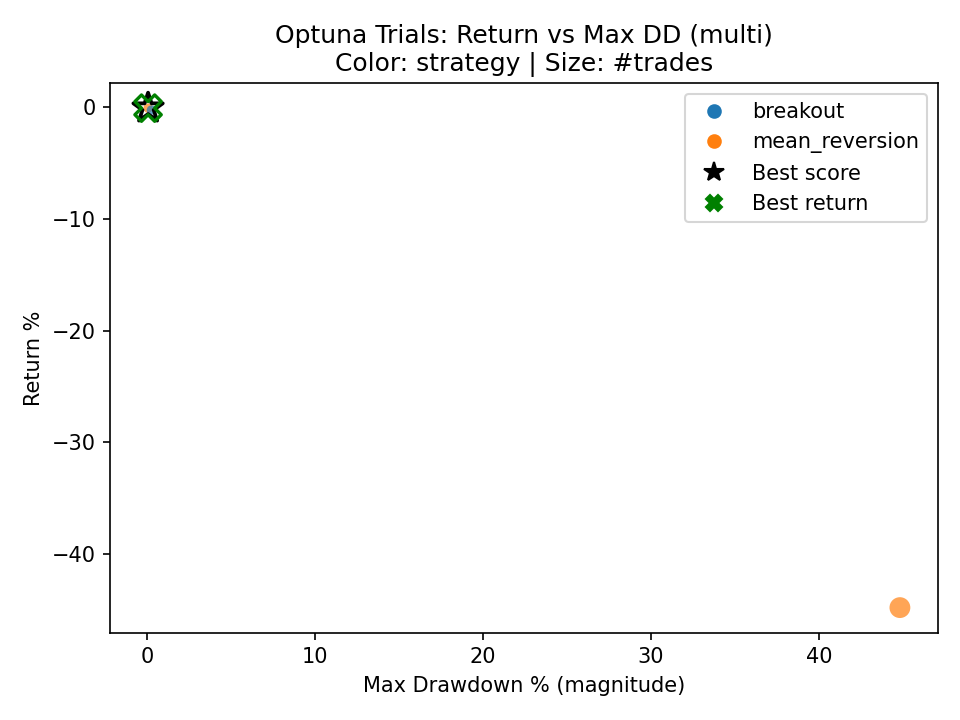 Optuna Trials: Return vs Max DD (multi)
Color: strategy | Size: #trades
breakout
mean_reversion
Best score
Best return
Return %
0
−10
−20
−30
−40
0
10
20
30
40
Max Drawdown % (magnitude)